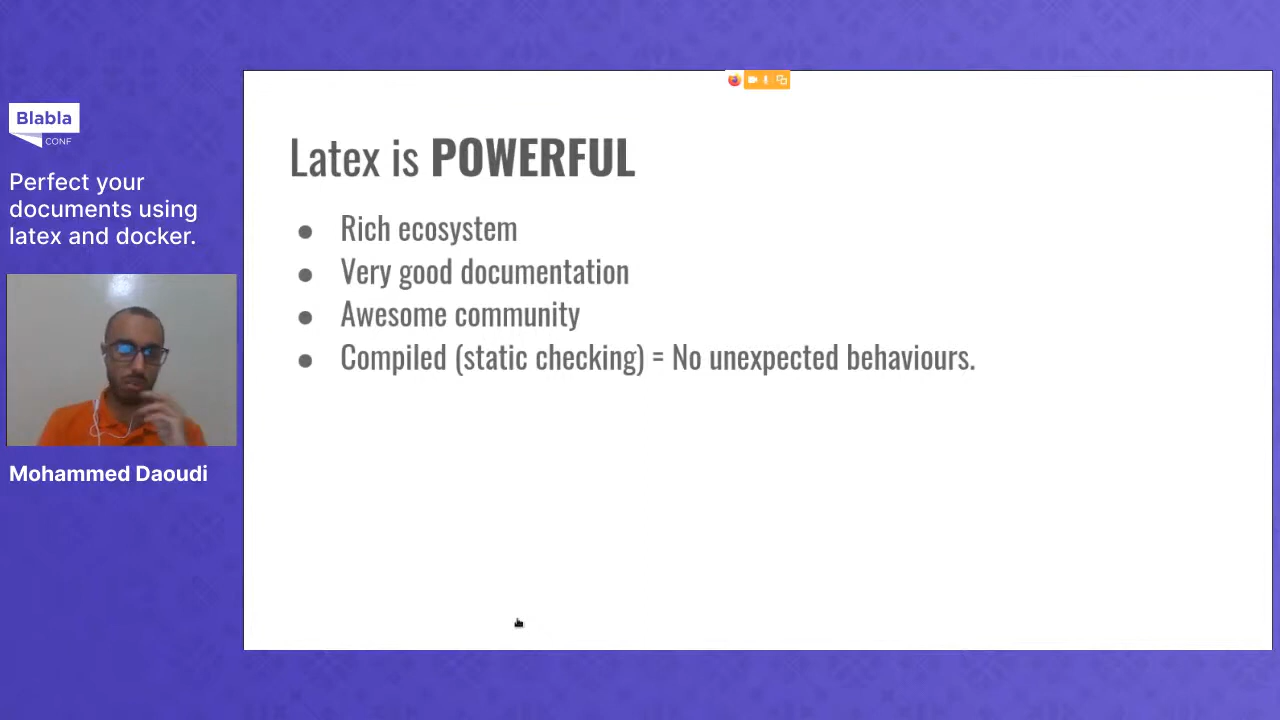 Blabla
CONF
Perfect your
documents using
latex and docker.
Mohammed Daoudi
Latex is POWERFUL
● Rich ecosystem
● Very good documentation
● Awesome community
● Compiled (static checking) = No unexpected behaviours.